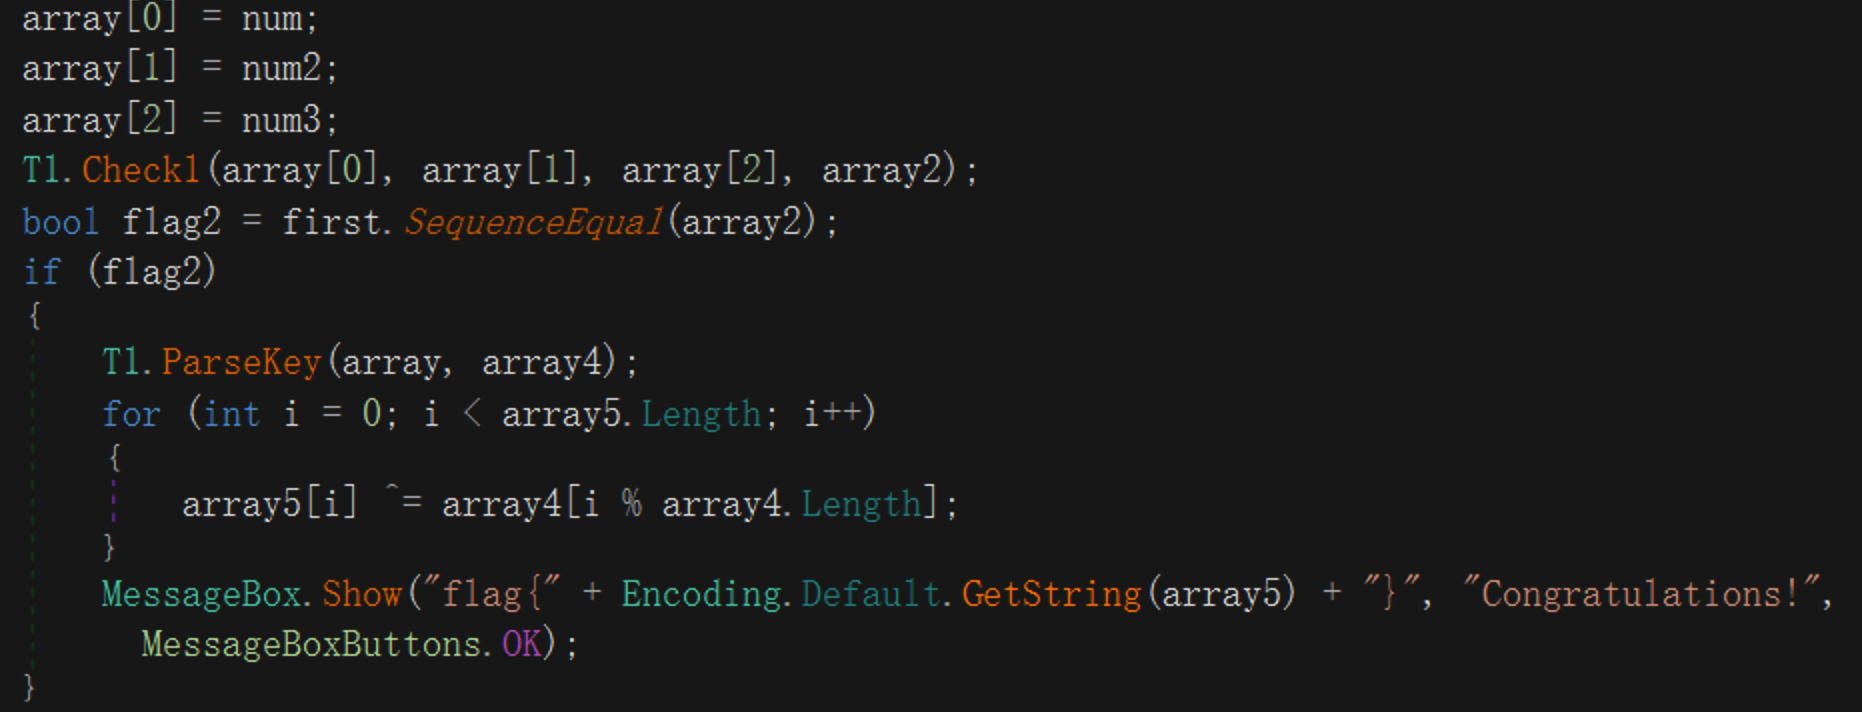 array[0] = num;
array[1] = num2;
array[2] = num3;
T1.Check1(array[0], array[1], array[2], array2);
bool flag2 = first.SequenceEqual(array2);
if (flag2)
{
T1.ParseKey(array, array4);
for (int i = 0; i < array5.Length; i++)
{
array5[i] ^= array4[i % array4.Length];
}
MessageBox.Show("flag{" + Encoding.Default.GetString(array5) + "}", "Congratulations!",
MessageBoxButtons.OK);
}